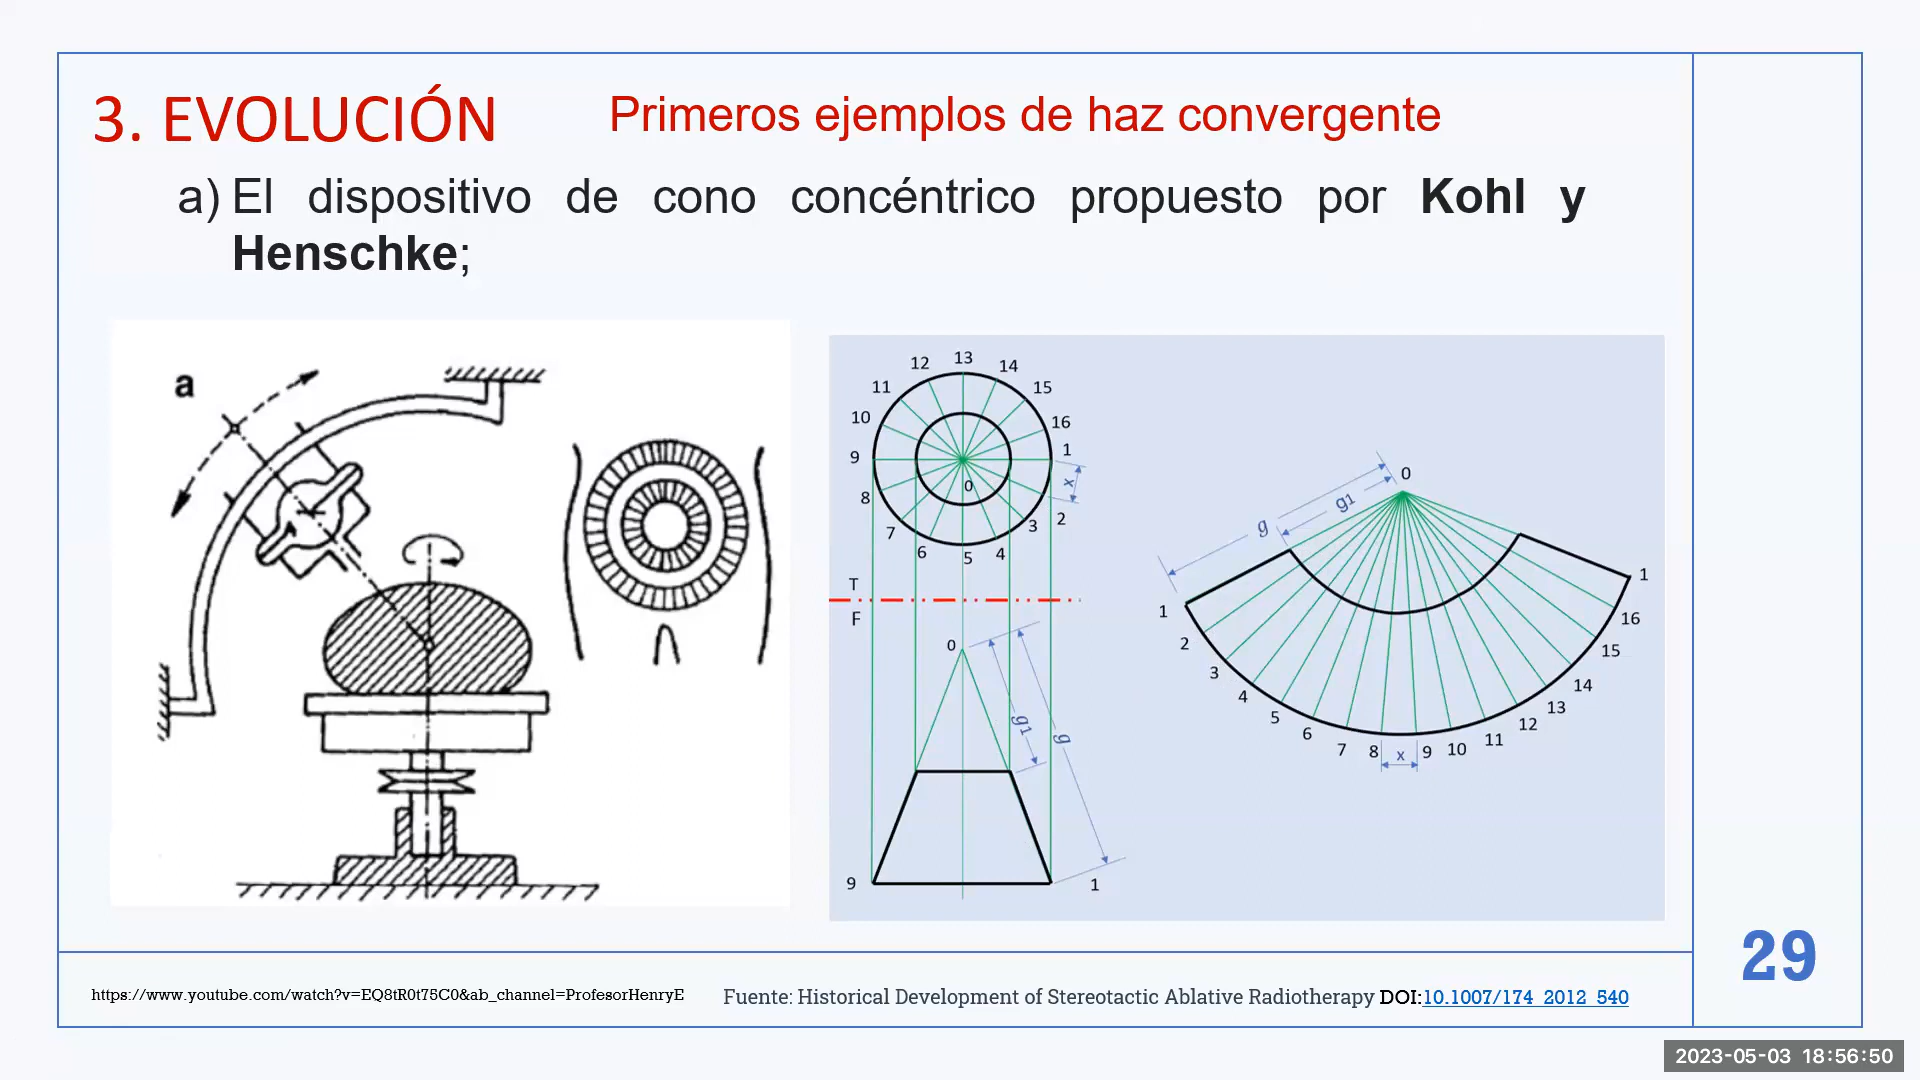 3. EVOLUCIÓN
Primeros ejemplos de haz convergente
a) El dispositivo de cono concéntrico propuesto por Kohl y
Henschke;
a
12 13 14
11 15
10 16
9 1
0 x
8
7 3 2
6 5 4
T
F
0
g1 g
9 1
0
g g1
1 1
2 16
3 15
4 14
5 13
6 12
7 8 x 9 10 11
29
https://www.youtube.com/watch?v=EQ8tR0t75C0&ab_channel=ProfesorHenryE
Fuente: Historical Development of Stereotactic Ablative Radiotherapy DOI:10.1007/174_2012_540
2023-05-03 18:56:50